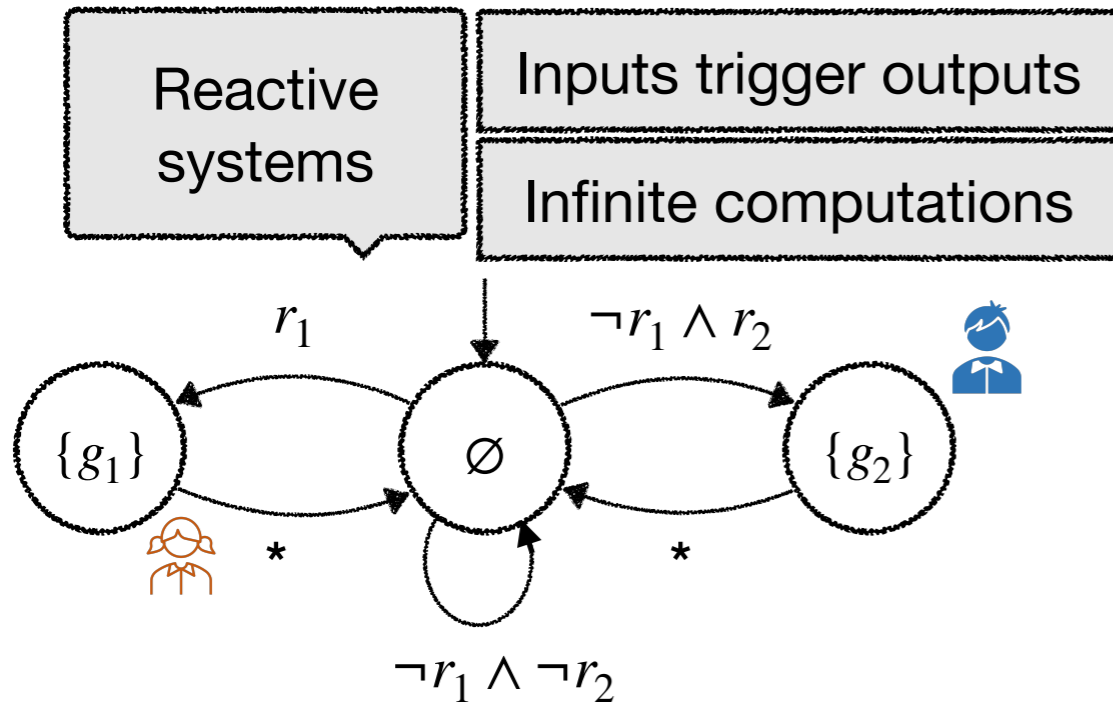 Reactive
systems
Inputs trigger outputs
Infinite computations
r₁
¬r₁ ∧ r₂
{g₁}
∅
{g₂}
*
*
¬r₁ ∧ ¬r₂